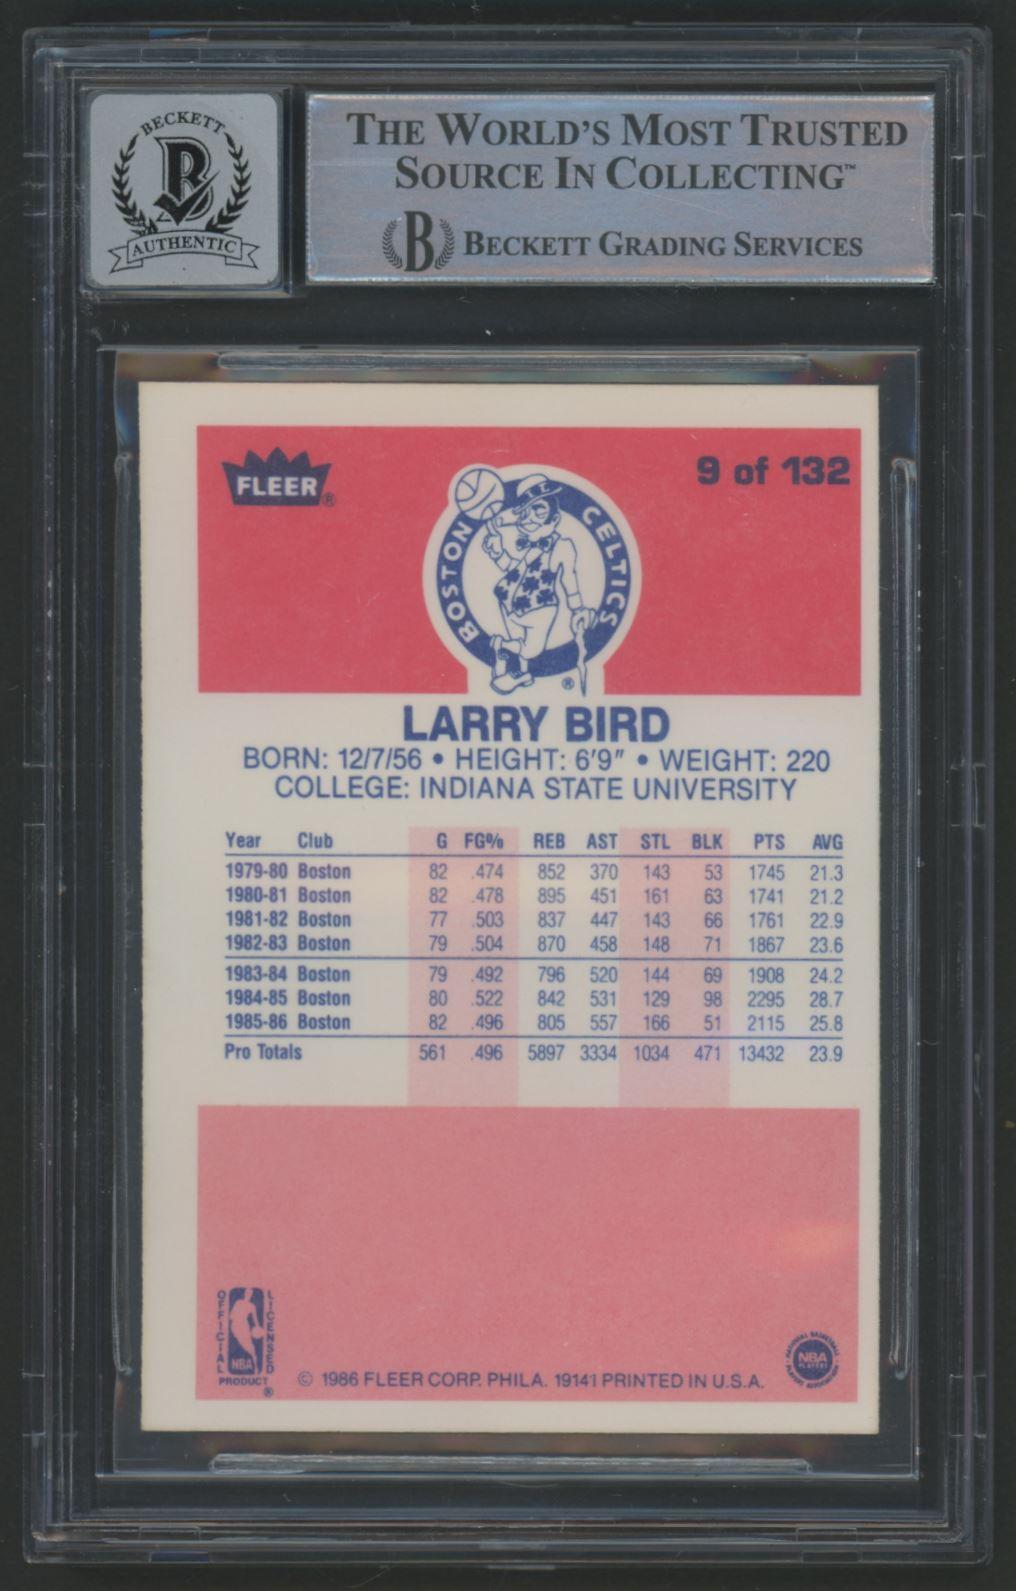 BECKETT
B
AUTHENTIC
THE WORLD'S MOST TRUSTED
SOURCE IN COLLECTING™
B BECKETT GRADING SERVICES
FLEER®
9 of 132
BOSTON CELTICS
®
LARRY BIRD
BORN: 12/7/56 • HEIGHT: 6'9" • WEIGHT: 220
COLLEGE: INDIANA STATE UNIVERSITY
Year Club G FG% REB AST STL BLK PTS AVG
1979-80 Boston 82 .474 852 370 143 53 1745 21.3
1980-81 Boston 82 .478 895 451 161 63 1741 21.2
1981-82 Boston 77 .503 837 447 143 66 1761 22.9
1982-83 Boston 79 .504 870 458 148 71 1867 23.6
1983-84 Boston 79 .492 796 520 144 69 1908 24.2
1984-85 Boston 80 .522 842 531 129 98 2295 28.7
1985-86 Boston 82 .496 805 557 166 51 2115 25.8
Pro Totals 561 .496 5897 3334 1034 471 13432 23.9
OFFICIAL LICENSED
NBA
PRODUCT ®
© 1986 FLEER CORP. PHILA. 19141 PRINTED IN U.S.A.
NATIONAL BASKETBALL
NBA
PLAYERS
PLAYERS ASSOCIATION